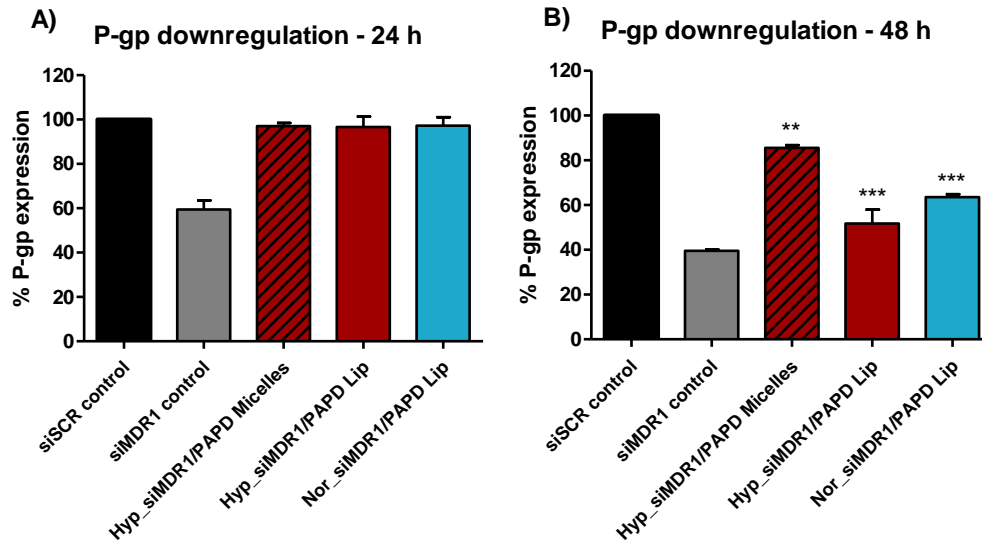 A)
P-gp downregulation - 24 h
% P-gp expression
120
100
80
60
40
20
0
siSCR control
siMDR1 control
Hyp_siMDR1/PAPD Micelles
Hyp_siMDR1/PAPD Lip
Nor_siMDR1/PAPD Lip
B)
P-gp downregulation - 48 h
% P-gp expression
120
100
80
60
40
20
0
**
***
***
siSCR control
siMDR1 control
Hyp_siMDR1/PAPD Micelles
Hyp_siMDR1/PAPD Lip
Nor_siMDR1/PAPD Lip